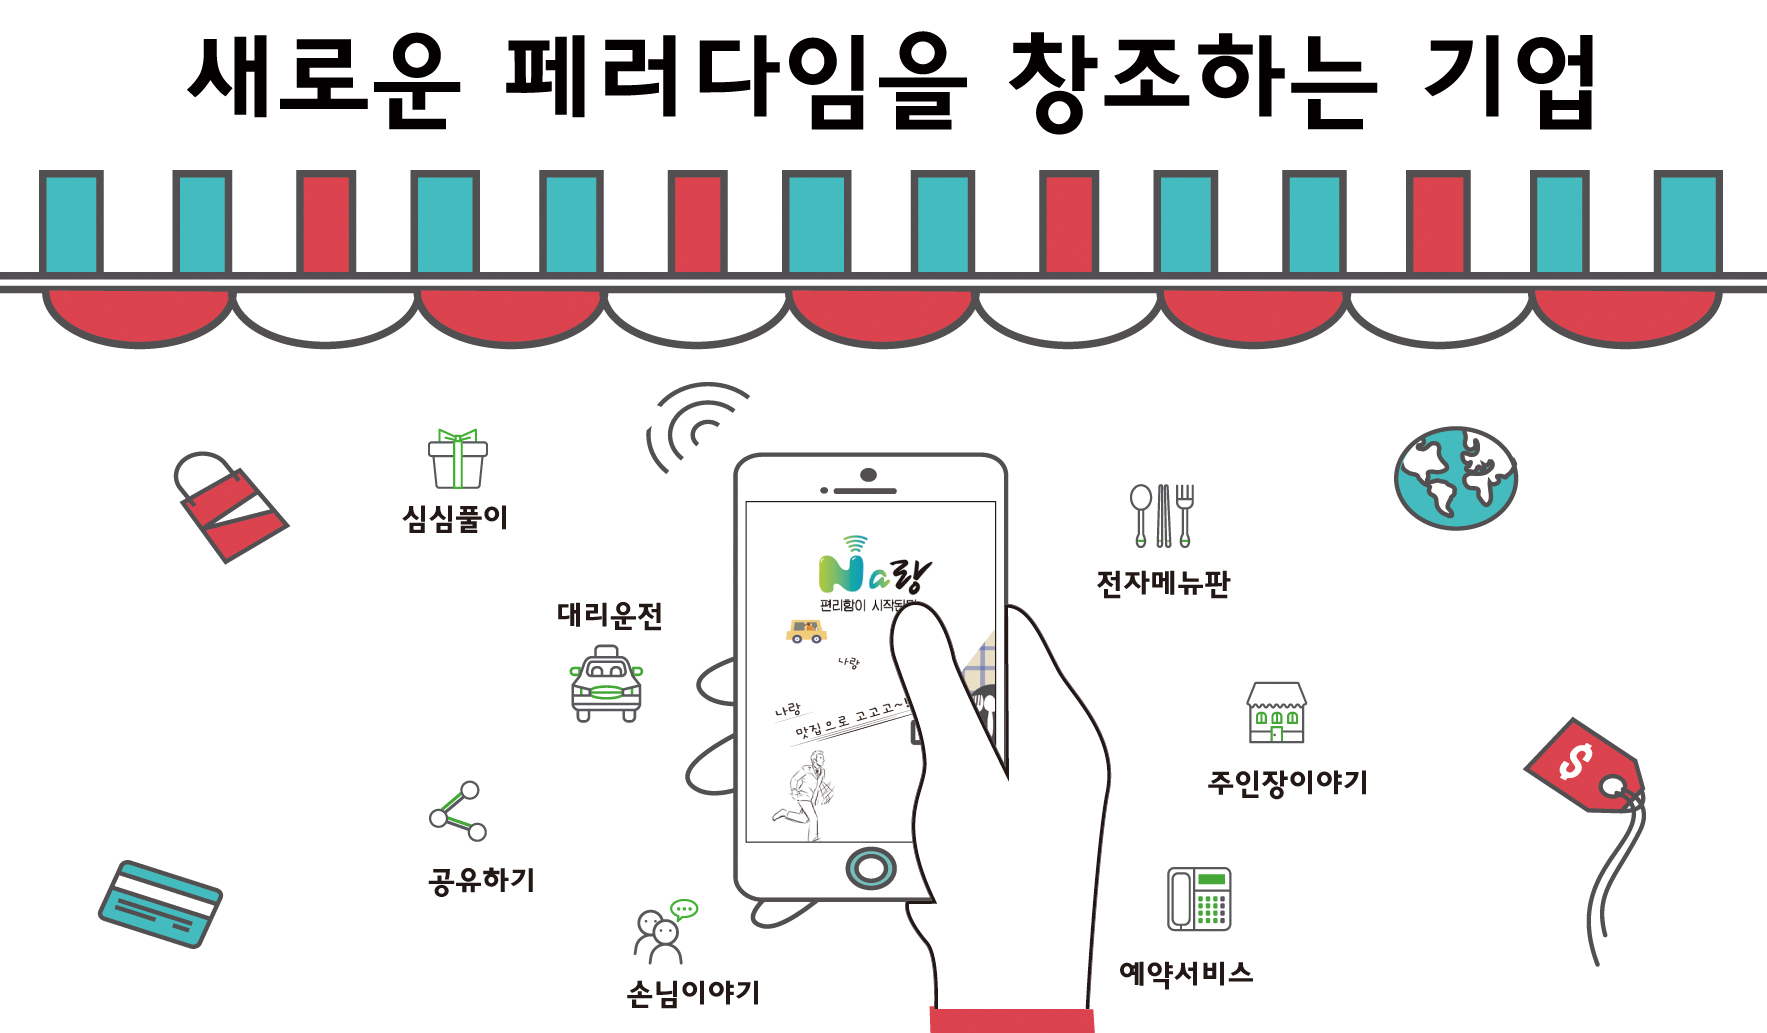 새로운 페러다임을 창조하는 기업
심심풀이
대리운전
공유하기
손님이야기
Na랑
편리함이 시작된
나랑
나랑
맛집으로 고고고~!
전자메뉴판
주인장이야기
예약서비스
$